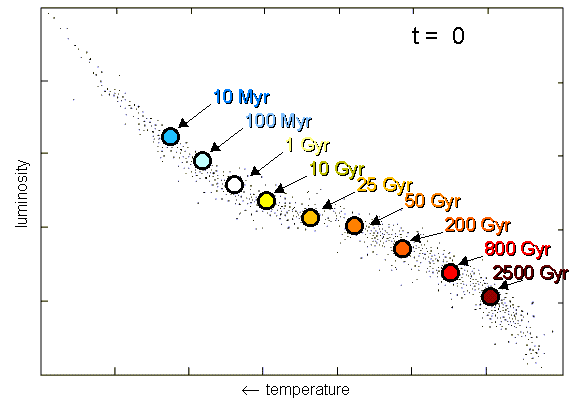 t = 0
10 Myr
100 Myr
1 Gyr
10 Gyr
25 Gyr
50 Gyr
200 Gyr
800 Gyr
2500 Gyr
luminosity
← temperature